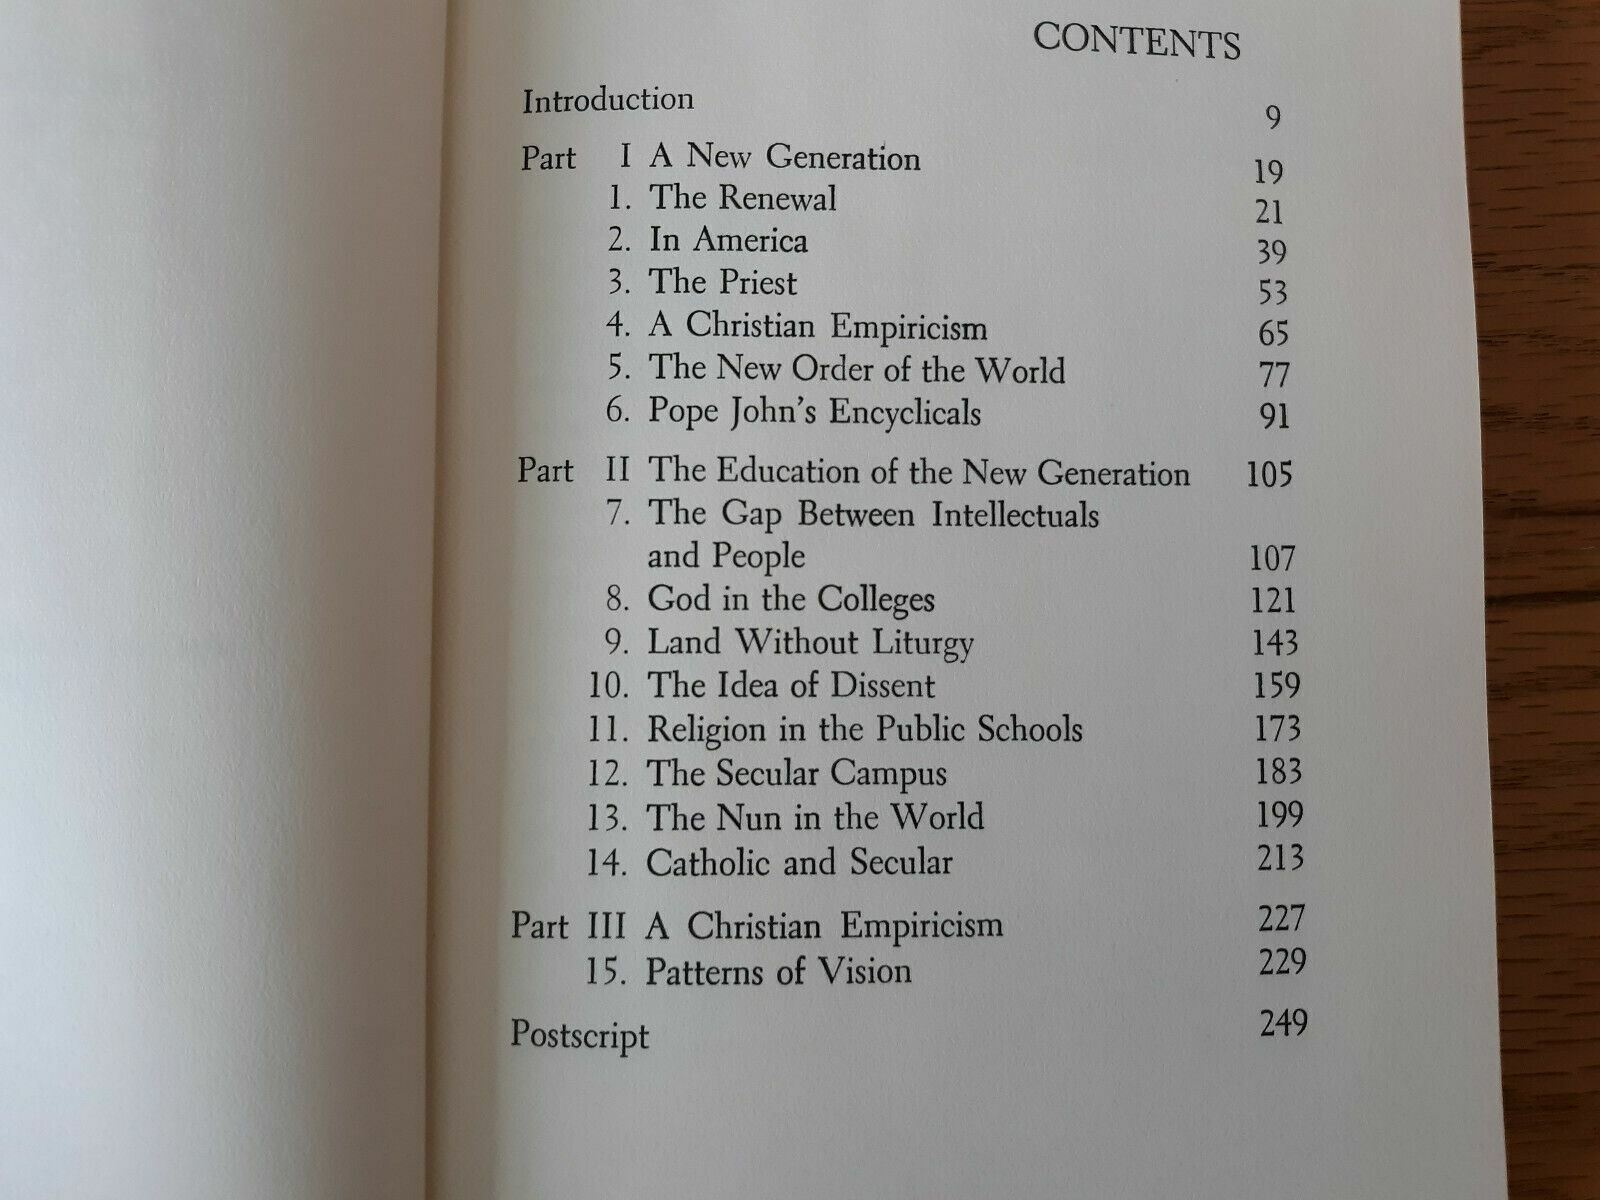 CONTENTS
Introduction 9
Part I A New Generation 19
1. The Renewal 21
2. In America 39
3. The Priest 53
4. A Christian Empiricism 65
5. The New Order of the World 77
6. Pope John's Encyclicals 91
Part II The Education of the New Generation 105
7. The Gap Between Intellectuals
and People 107
8. God in the Colleges 121
9. Land Without Liturgy 143
10. The Idea of Dissent 159
11. Religion in the Public Schools 173
12. The Secular Campus 183
13. The Nun in the World 199
14. Catholic and Secular 213
Part III A Christian Empiricism 227
15. Patterns of Vision 229
Postscript 249